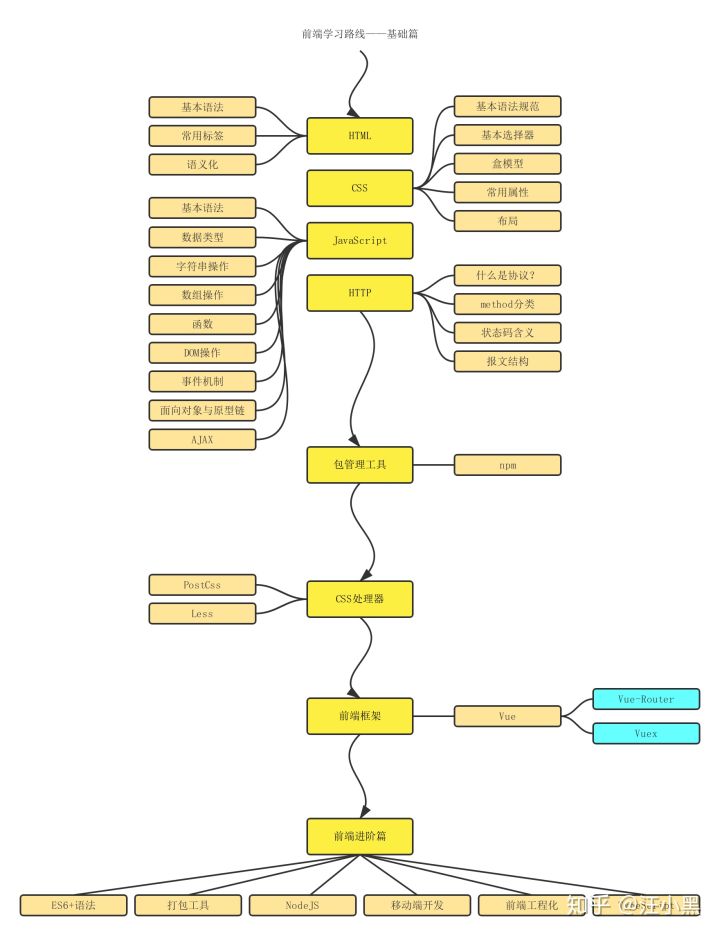 前端学习路线——基础篇
基本语法
常用标签
语义化
HTML
基本语法规范
基本选择器
盒模型
常用属性
布局
CSS
基本语法
数据类型
字符串操作
数组操作
函数
DOM操作
事件机制
面向对象与原型链
AJAX
JavaScript
HTTP
什么是协议?
method分类
状态码含义
报文结构
包管理工具
npm
PostCss
Less
CSS处理器
前端框架
Vue
Vue-Router
Vuex
前端进阶篇
ES6+语法
打包工具
NodeJS
移动端开发
前端工程化
TypeScript
知乎 @汪小黑